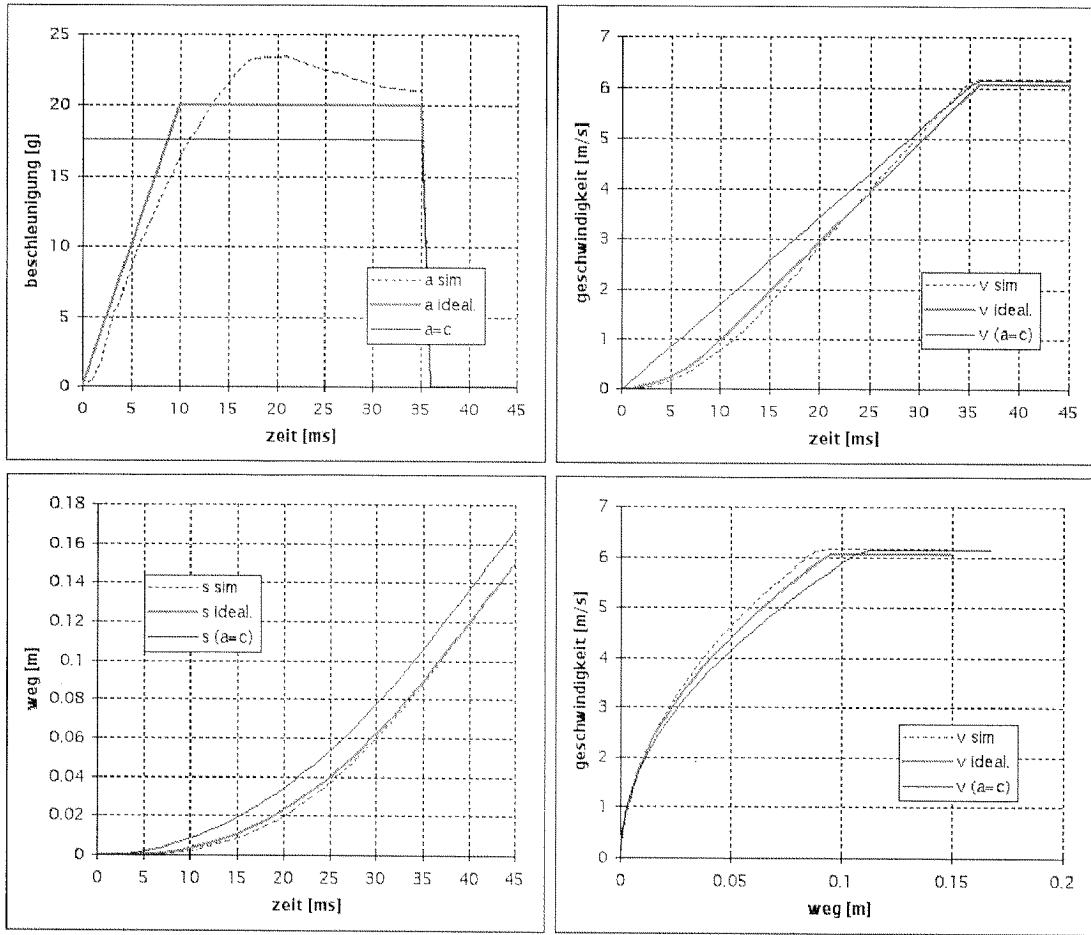 beschleunigung [g]
25
20
15
10
5
0
a sim
a ideal.
a=c
0 5 10 15 20 25 30 35 40 45
zeit [ms]
geschwindigkeit [m/s]
7
6
5
4
3
2
1
0
v sim
v ideal.
v (a=c)
0 5 10 15 20 25 30 35 40 45
zeit [ms]
weg [m]
0.18
0.16
0.14
0.12
0.1
0.08
0.06
0.04
0.02
0
s sim
s ideal.
s (a=c)
0 5 10 15 20 25 30 35 40 45
zeit [ms]
geschwindigkeit [m/s]
7
6
5
4
3
2
1
0
v sim
v ideal.
v (a=c)
0 0.05 0.1 0.15 0.2
weg [m]